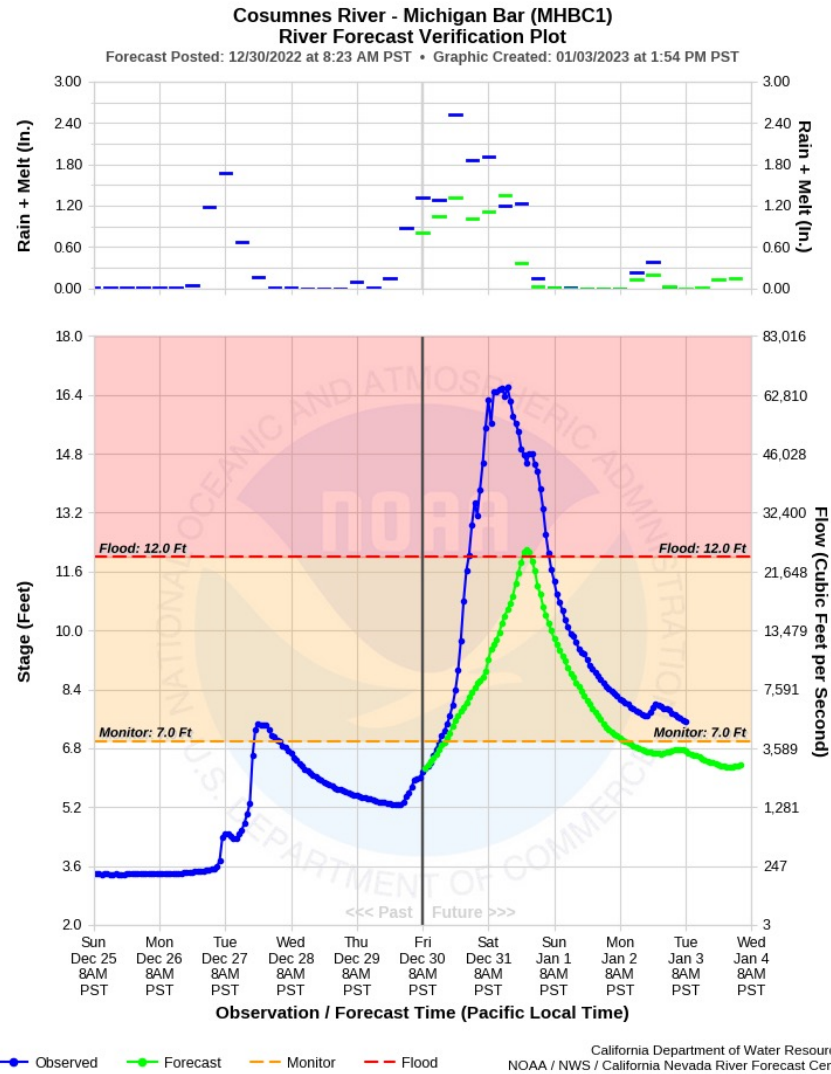 Cosumnes River - Michigan Bar (MHBC1)
River Forecast Verification Plot
Forecast Posted: 12/30/2022 at 8:23 AM PST • Graphic Created: 01/03/2023 at 1:54 PM PST
Rain + Melt (In.)
3.00
2.40
1.80
1.20
0.60
0.00
3.00
2.40
1.80
1.20
0.60
0.00
Rain + Melt (In.)
Stage (Feet)
18.0
16.4
14.8
13.2
11.6
10.0
8.4
6.8
5.2
3.6
2.0
NATIONAL OCEANIC AND ATMOSPHERIC ADMINISTRATION
NOAA
U.S. DEPARTMENT OF COMMERCE
Flood: 12.0 Ft
Flood: 12.0 Ft
Monitor: 7.0 Ft
Monitor: 7.0 Ft
<<< Past
Future >>>
83,016
62,810
46,028
32,400
21,648
13,479
7,591
3,589
1,281
247
3
Flow (Cubic Feet per Second)
Sun
Dec 25
8AM
PST
Mon
Dec 26
8AM
PST
Tue
Dec 27
8AM
PST
Wed
Dec 28
8AM
PST
Thu
Dec 29
8AM
PST
Fri
Dec 30
8AM
PST
Sat
Dec 31
8AM
PST
Sun
Jan 1
8AM
PST
Mon
Jan 2
8AM
PST
Tue
Jan 3
8AM
PST
Wed
Jan 4
8AM
PST
Observation / Forecast Time (Pacific Local Time)
Observed
Forecast
Monitor
Flood
California Department of Water Resour
NOAA / NWS / California Nevada River Forecast Cen